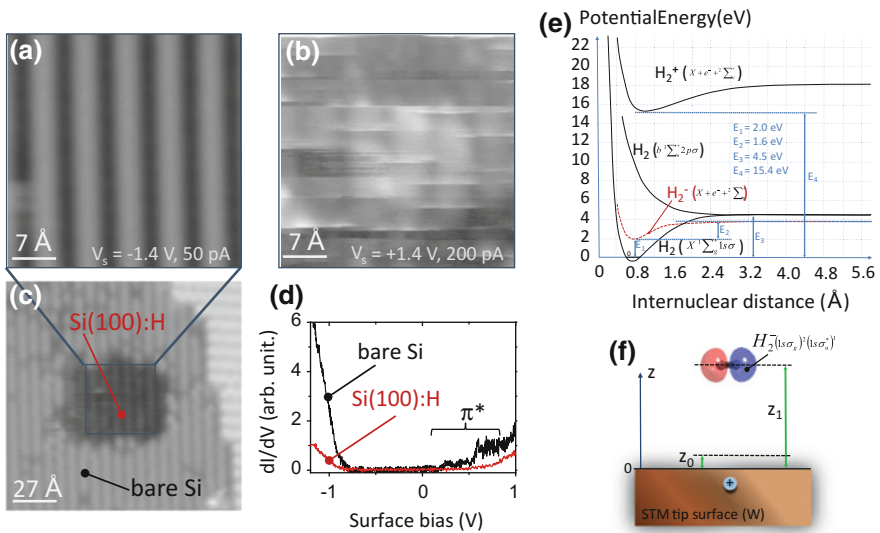 (a)
7 Å
Vs = -1.4 V, 50 pA
(b)
7 Å
Vs = +1.4 V, 200 pA
(c)
Si(100):H
bare Si
27 Å
(d)
dI/dV (arb. unit.)
6
4
2
0
bare Si
Si(100):H
π*
-1
0
1
Surface bias (V)
(e)
PotentialEnergy(eV)
22
20
18
16
14
12
10
8
6
4
2
0
H2+ (X + e− + ²Σ)
E1 = 2.0 eV
E2 = 1.6 eV
E3 = 4.5 eV
E4 = 15.4 eV
H2 (b ³Σ 2pσ)
E4
H2- (X + e− + ²Σ)
E2
E3
E1
0
H2 (X ¹Σg 1sσ)
0
0.8
1.6
2.4
3.2
4.0
4.8
5.6
Internuclear distance (Å)
(f)
H2− (1sσg)² (1sσu*)¹
z
z1
z0
0
+
STM tip surface (W)